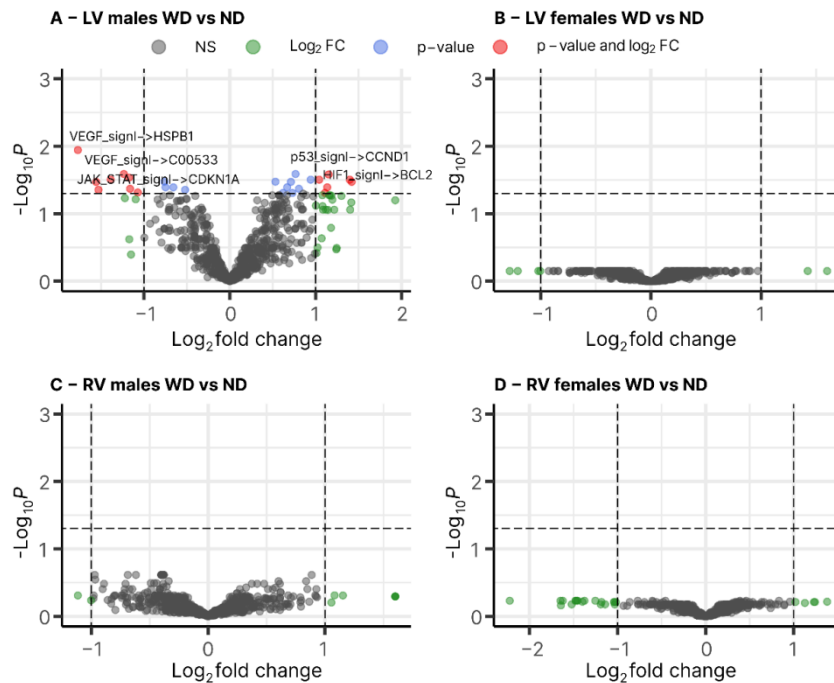 A – LV males WD vs ND
B – LV females WD vs ND
NS
Log₂ FC
p-value
p – value and log₂ FC
-Log₁₀P
3
2
1
0
VEGF_signl->HSPB1
VEGF_signl->C00533
JAK_STAT_signl->CDKN1A
p53_signl->CCND1
HIF1_signl->BCL2
−1
0
1
2
Log₂fold change
-Log₁₀P
3
2
1
0
−1
0
1
Log₂fold change
C – RV males WD vs ND
-Log₁₀P
3
2
1
0
−1
0
1
Log₂fold change
D – RV females WD vs ND
-Log₁₀P
3
2
1
0
−2
−1
0
1
Log₂fold change